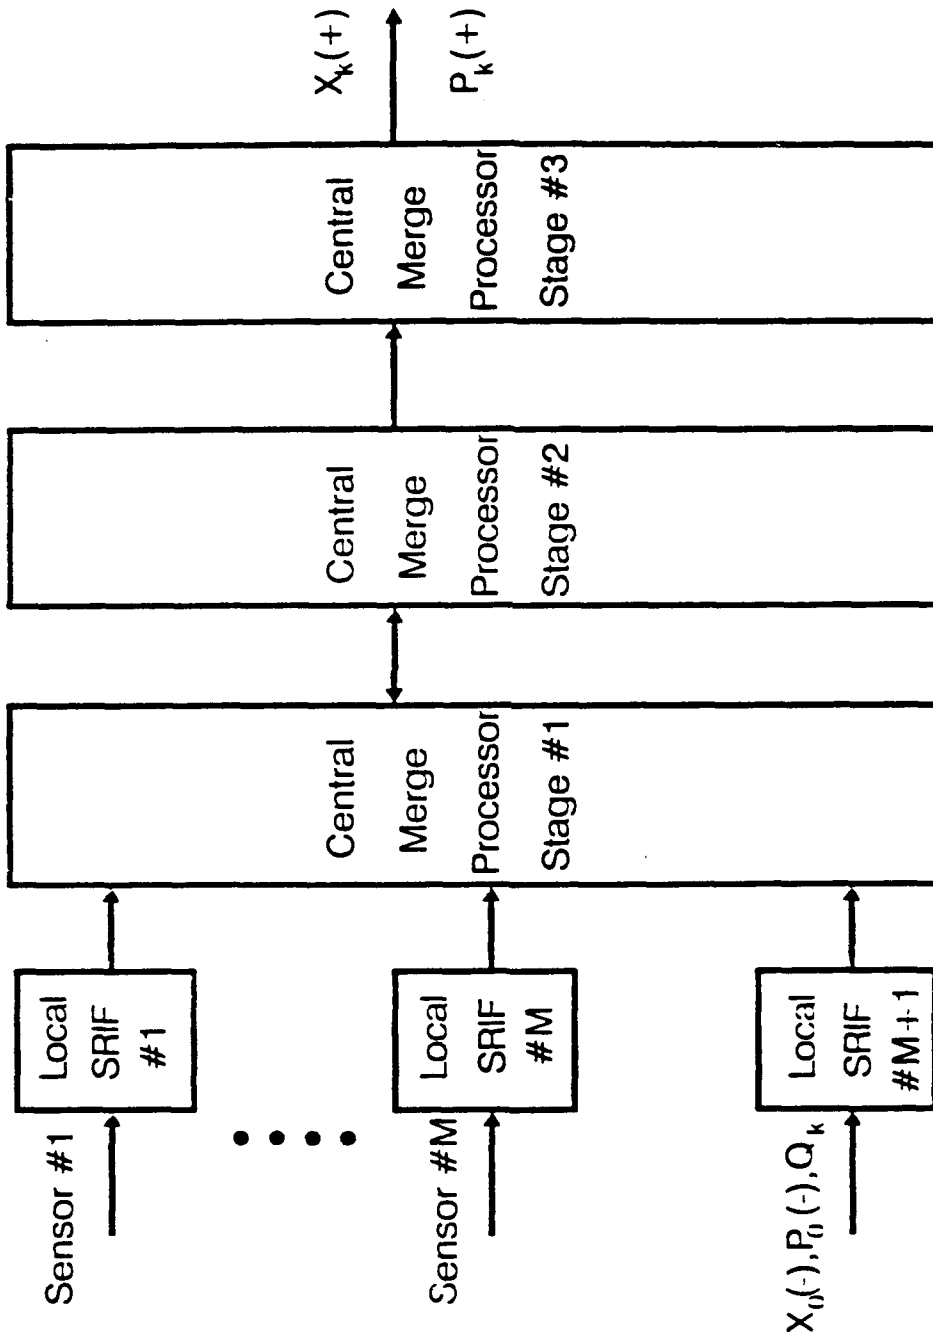 Sensor #1
Local
SRIF
#1
Sensor #M
Local
SRIF
#M
X₀(-), P₀(-), Qₖ
Local
SRIF
#M+1
Central
Merge
Processor
Stage #1
Central
Merge
Processor
Stage #2
Central
Merge
Processor
Stage #3
Xₖ(+)
Pₖ(+)